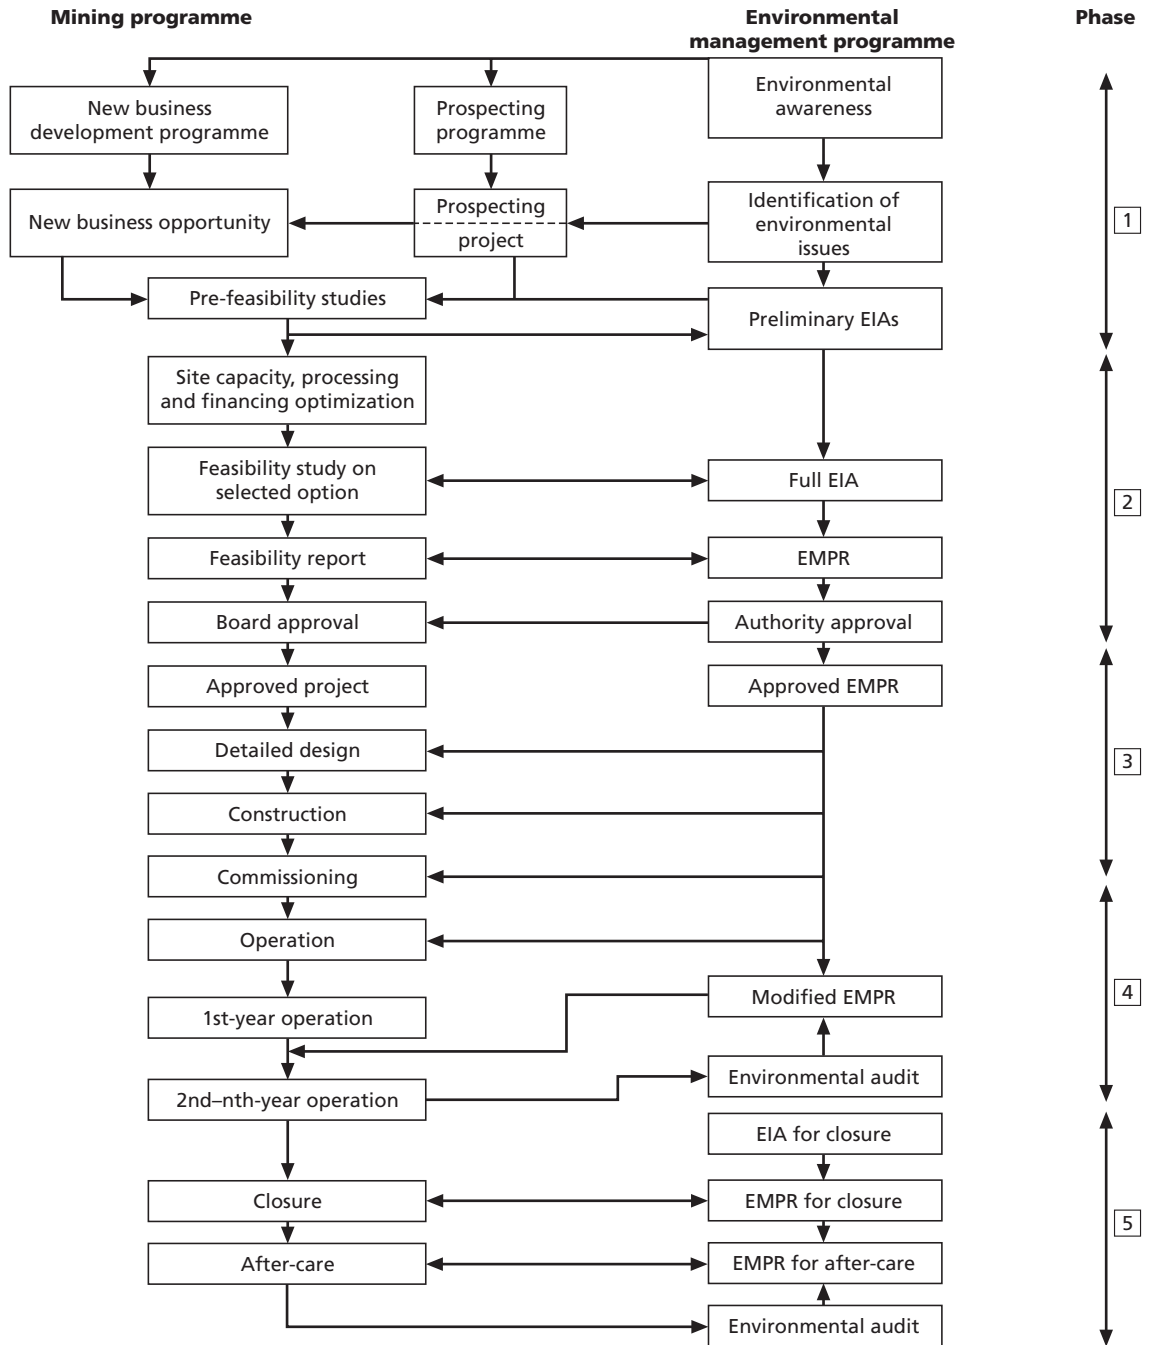 Mining programme
Environmental
management programme
Phase
Environmental
awareness
New business
development programme
Prospecting
programme
Identification of
environmental
issues
New business opportunity
Prospecting
project
1
Pre-feasibility studies
Preliminary EIAs
Site capacity, processing
and financing optimization
Feasibility study on
selected option
Full EIA
2
Feasibility report
EMPR
Board approval
Authority approval
Approved project
Approved EMPR
Detailed design
3
Construction
Commissioning
Operation
Modified EMPR
4
1st-year operation
Environmental audit
2nd–nth-year operation
EIA for closure
Closure
EMPR for closure
5
After-care
EMPR for after-care
Environmental audit